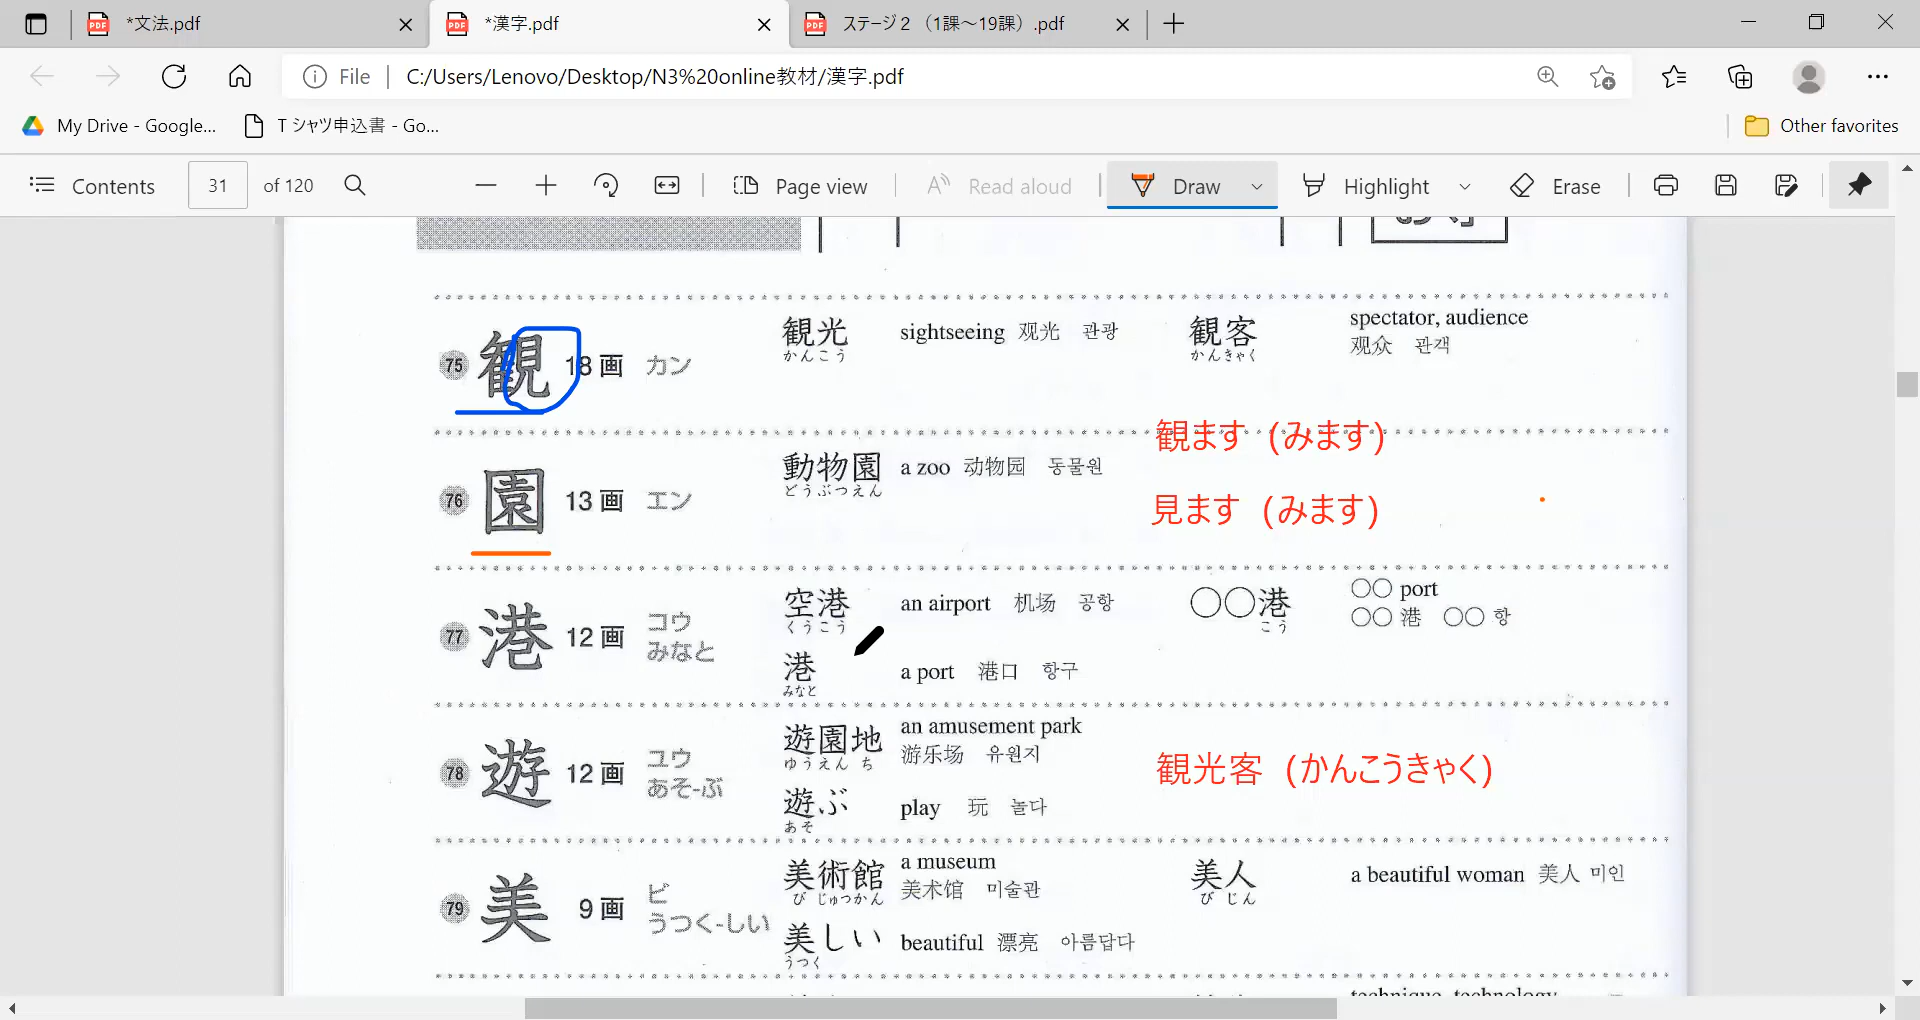 *文法.pdf
*漢字.pdf
ステージ2（1課～19課）.pdf
File
C:/Users/Lenovo/Desktop/N3%20online教材/漢字.pdf
My Drive - Google...
Tシャツ申込書 - Go...
Other favorites
Contents
31 of 120
Page view
Read aloud
Draw
Highlight
Erase
75 観 18画 カン
観光 かんこう sightseeing 观光 관광
観客 かんきゃく spectator, audience
观众 관객
観ます (みます)
76 園 13画 エン
動物園 どうぶつえん a zoo 动物园 동물원
見ます (みます)
77 港 12画 コウ みなと
空港 くうこう an airport 机场 공항
○○港 こう ○○ port
○○ 港 ○○ 항
港 みなと a port 港口 항구
78 遊 12画 ユウ あそ-ぶ
遊園地 ゆうえんち an amusement park
游乐场 유원지
観光客 (かんこうきゃく)
遊ぶ あそ play 玩 놀다
79 美 9画 ビ うつく-しい
美術館 びじゅつかん a museum
美术馆 미술관
美人 びじん a beautiful woman 美人 미인
美しい うつく beautiful 漂亮 아름답다
technique, technology